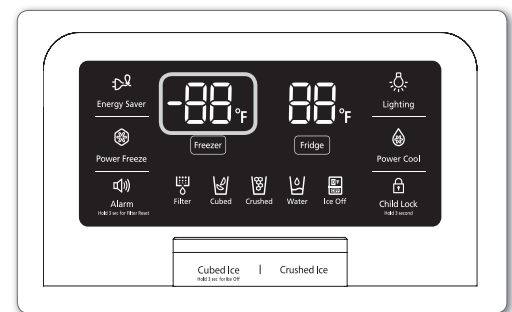 Energy Saver
-88 °F
88 °F
Lighting
Freezer
Fridge
Power Freeze
Power Cool
Alarm
Hold 3 sec for Filter Reset
Filter
Cubed
Crushed
Water
Ice Off
Child Lock
Hold 3 second
Cubed Ice | Crushed Ice
Hold 3 sec for Ice Off